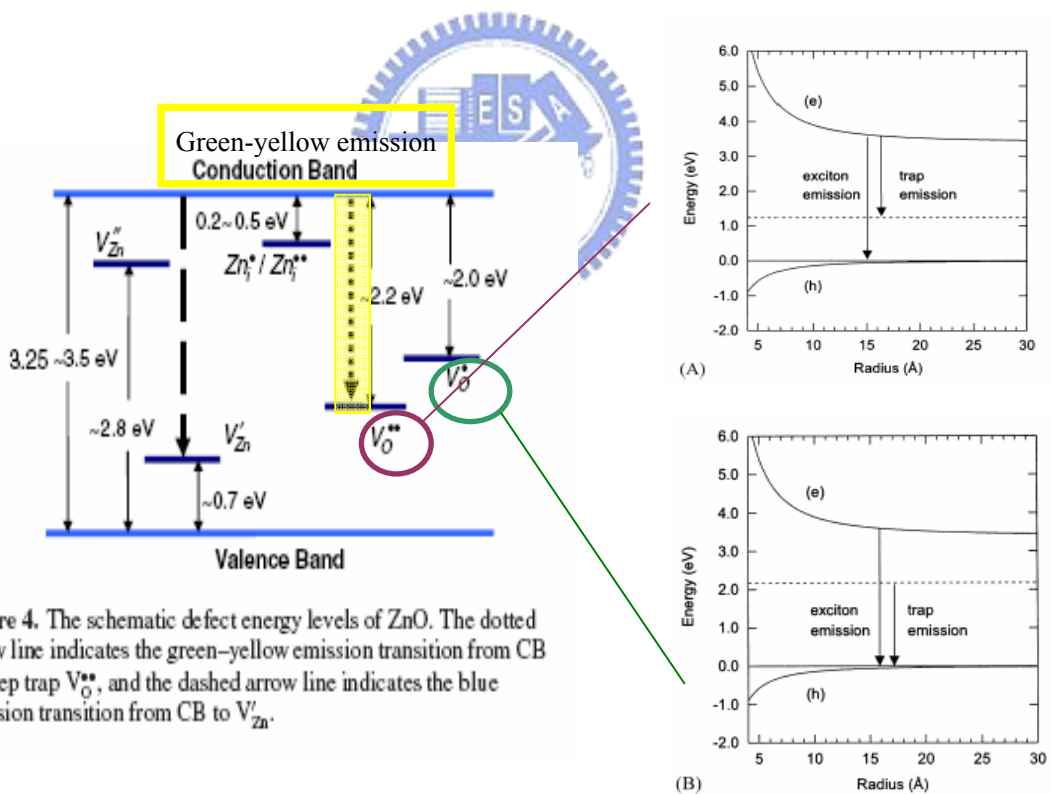 Green-yellow emission
Conduction Band
0.2~0.5 eV
V''Zn
Zni• / Zni••
~2.2 eV
~2.0 eV
3.25 ~3.5 eV
VO•
~2.8 eV
V'Zn
VO••
~0.7 eV
Valence Band
re 4. The schematic defect energy levels of ZnO. The dotted
w line indicates the green–yellow emission transition from CB
ep trap VO••, and the dashed arrow line indicates the blue
ssion transition from CB to V'Zn.
ESA
6.0
5.0
4.0
3.0
2.0
1.0
0.0
-1.0
-2.0
Energy (eV)
(e)
exciton emission
trap emission
(h)
5 10 15 20 25 30
Radius (Å)
(A)
6.0
5.0
4.0
3.0
2.0
1.0
0.0
-1.0
-2.0
Energy (eV)
(e)
exciton emission
trap emission
(h)
5 10 15 20 25 30
Radius (Å)
(B)